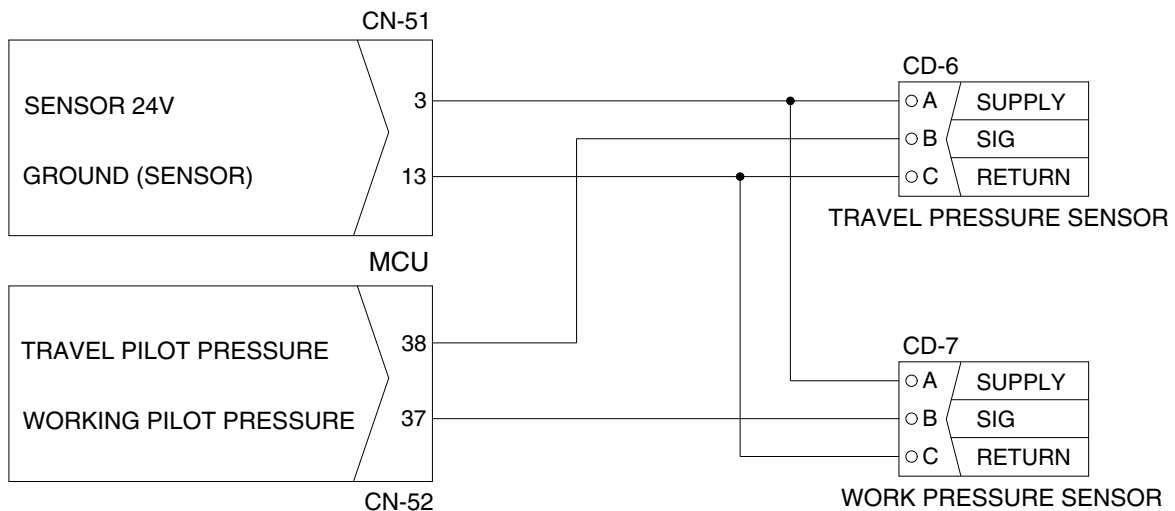 CN-51
SENSOR 24V
3
GROUND (SENSOR)
13
MCU
TRAVEL PILOT PRESSURE
38
WORKING PILOT PRESSURE
37
CN-52
CD-6
A SUPPLY
B SIG
C RETURN
TRAVEL PRESSURE SENSOR
CD-7
A SUPPLY
B SIG
C RETURN
WORK PRESSURE SENSOR